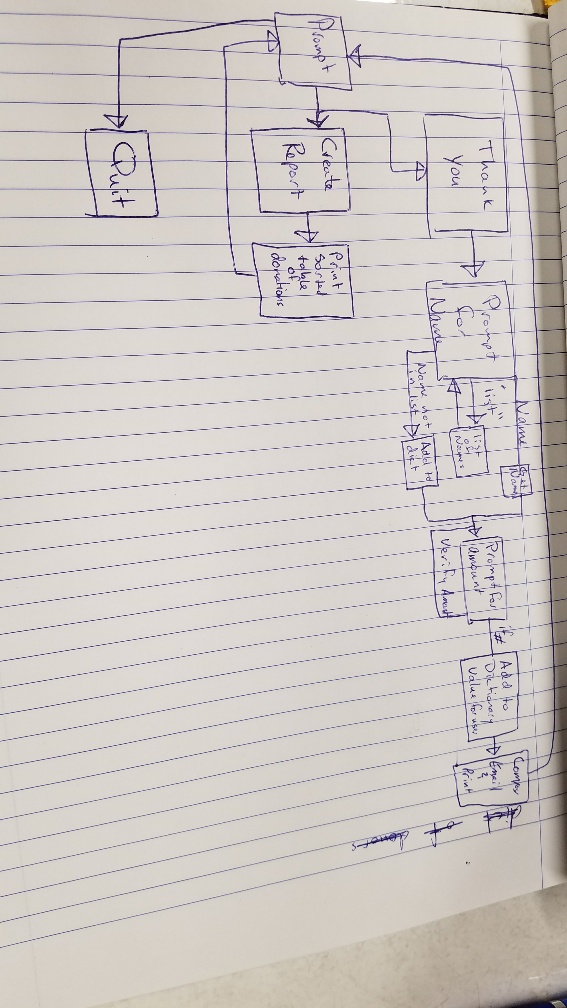 Prompt
Thank
You
Create
Report
Quit
Print
Sorted
table
of
donations
Prompt
for
Name
"list"
list
of
Names
Name
Get
Name
Name not
in list
Add to
dict
Prompt for
amount
Verify Amount
if #
Add to
Dictionary
Value for user
Email
&
Print